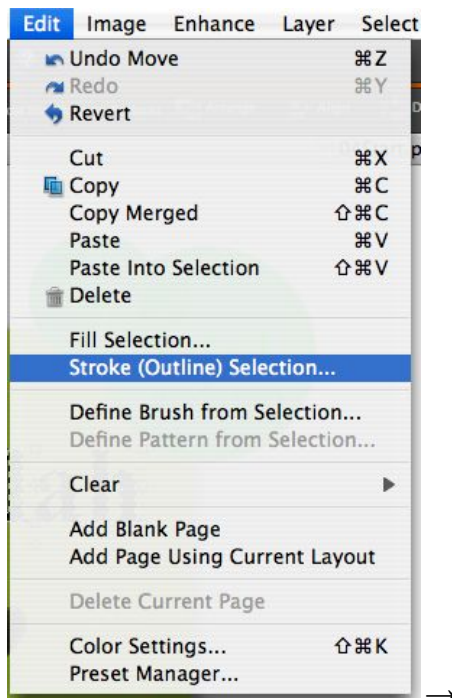 Edit Image Enhance Layer Select
Undo Move ⌘Z
Redo ⌘Y
Revert
Cut ⌘X
Copy ⌘C
Copy Merged ⇧⌘C
Paste ⌘V
Paste Into Selection ⇧⌘V
Delete
Fill Selection...
Stroke (Outline) Selection...
Define Brush from Selection...
Define Pattern from Selection...
Clear ▶
Add Blank Page
Add Page Using Current Layout
Delete Current Page
Color Settings... ⇧⌘K
Preset Manager...
→